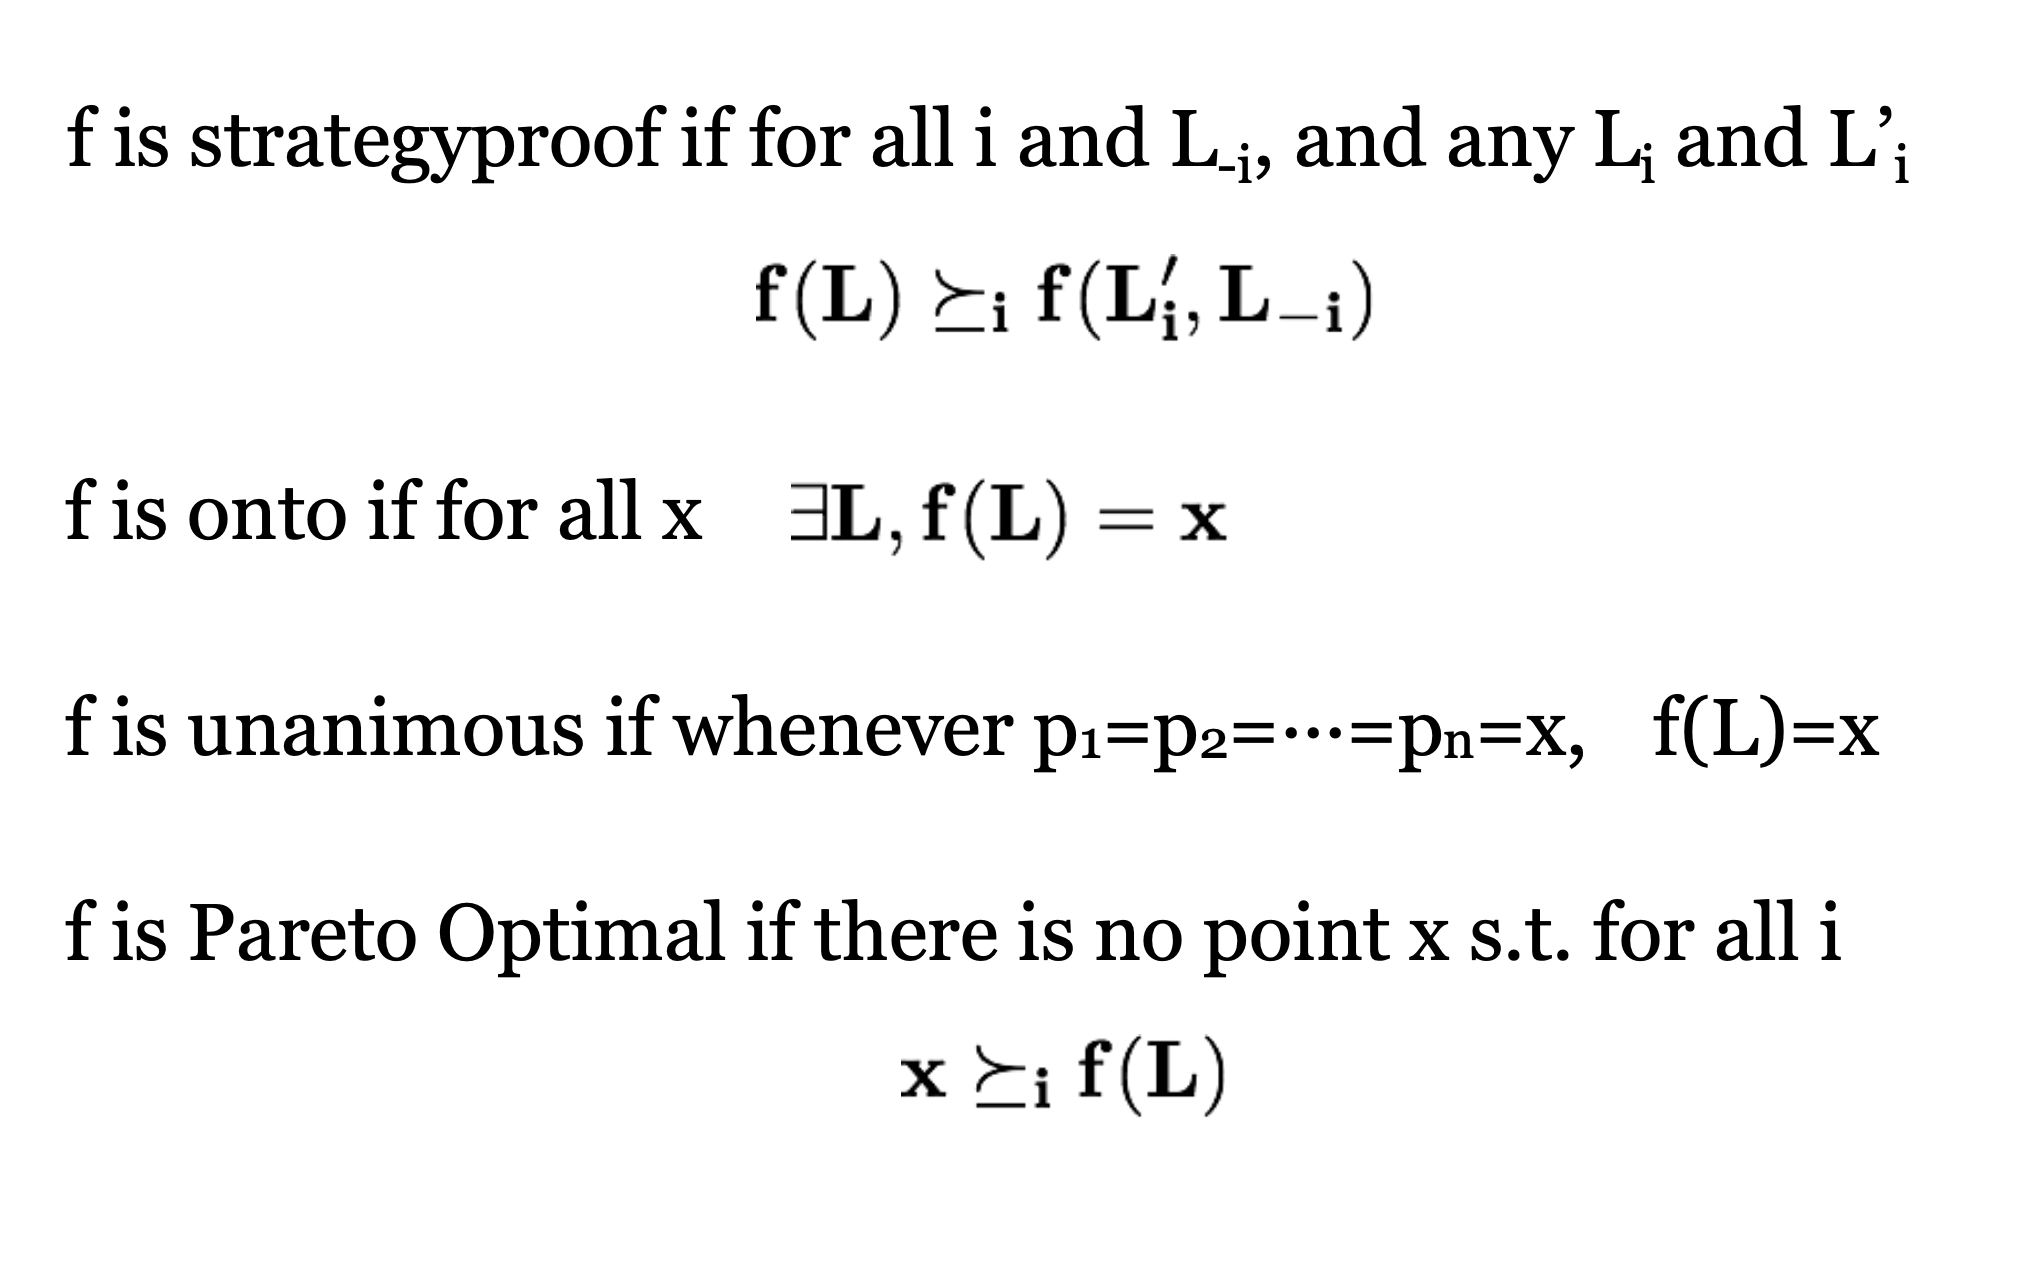 f is strategyproof if for all i and L₋ᵢ, and any Lᵢ and L’ᵢ
f(L) ⪰ᵢ f(L′ᵢ, L₋ᵢ)
f is onto if for all x ∃L, f(L) = x
f is unanimous if whenever p₁=p₂=⋯=pₙ=x, f(L)=x
f is Pareto Optimal if there is no point x s.t. for all i
x ⪰ᵢ f(L)